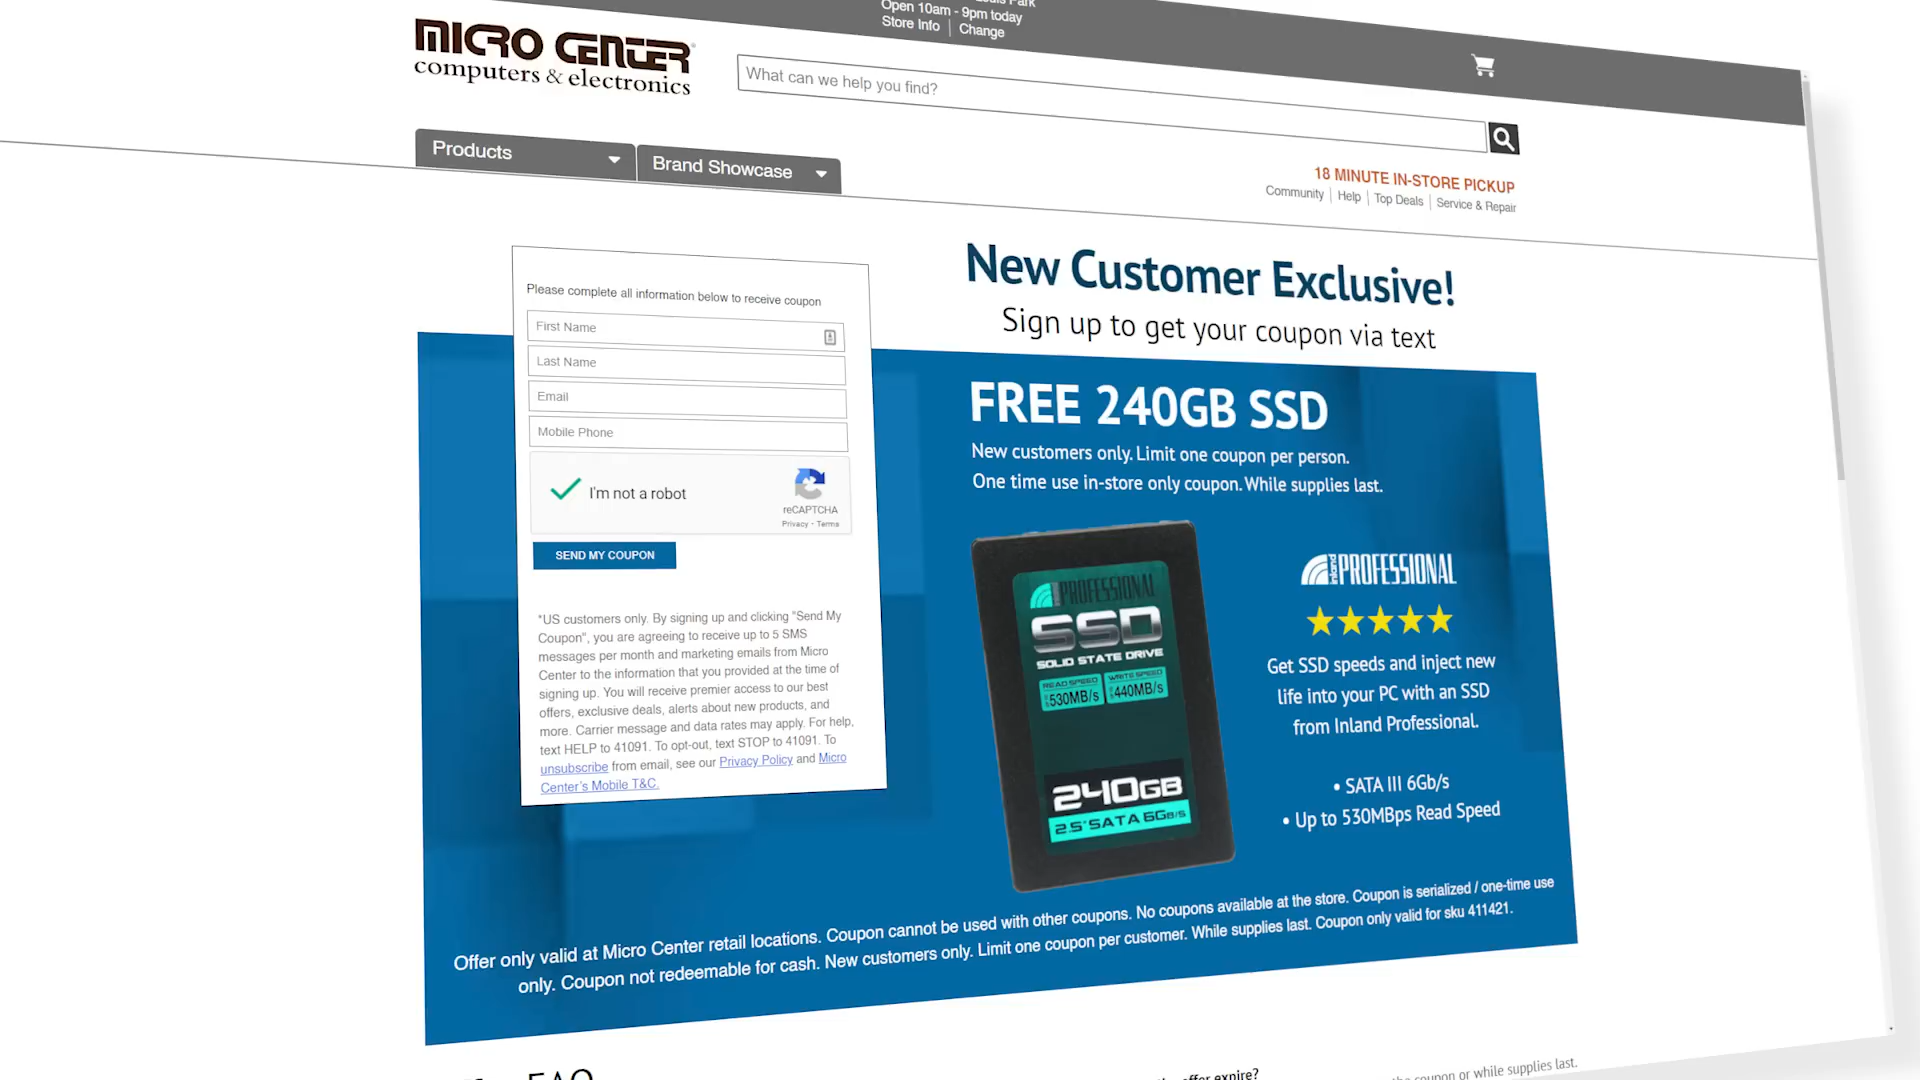 Open 10am - 9pm today
Store Info | Change
MICRO CENTER
computers & electronics
What can we help you find?
Products
Brand Showcase
18 MINUTE IN-STORE PICKUP
Community | Help | Top Deals | Service & Repair
New Customer Exclusive!
Sign up to get your coupon via text
Please complete all information below to receive coupon
First Name
Last Name
Email
Mobile Phone
I'm not a robot
reCAPTCHA
Privacy - Terms
SEND MY COUPON
*US customers only. By signing up and clicking "Send My
Coupon", you are agreeing to receive up to 5 SMS
messages per month and marketing emails from Micro
Center to the information that you provided at the time of
signing up. You will receive premier access to our best
offers, exclusive deals, alerts about new products, and
more. Carrier message and data rates may apply. For help,
text HELP to 41091. To opt-out, text STOP to 41091. To
unsubscribe from email, see our Privacy Policy and Micro
Center's Mobile T&C.
FREE 240GB SSD
New customers only. Limit one coupon per person.
One time use in-store only coupon. While supplies last.
PROFESSIONAL
SSD
SOLID STATE DRIVE
READ SPEED
530MB/s
WRITE SPEED
440MB/s
240GB
2.5" SATA 6GB/S
inland PROFESSIONAL
Get SSD speeds and inject new
life into your PC with an SSD
from Inland Professional.
• SATA III 6Gb/s
• Up to 530MBps Read Speed
Offer only valid at Micro Center retail locations. Coupon cannot be used with other coupons. No coupons available at the store. Coupon is serialized / one-time use
only. Coupon not redeemable for cash. New customers only. Limit one coupon per customer. While supplies last. Coupon only valid for sku 411421.
FAQ
offer expire?
coupon or while supplies last.